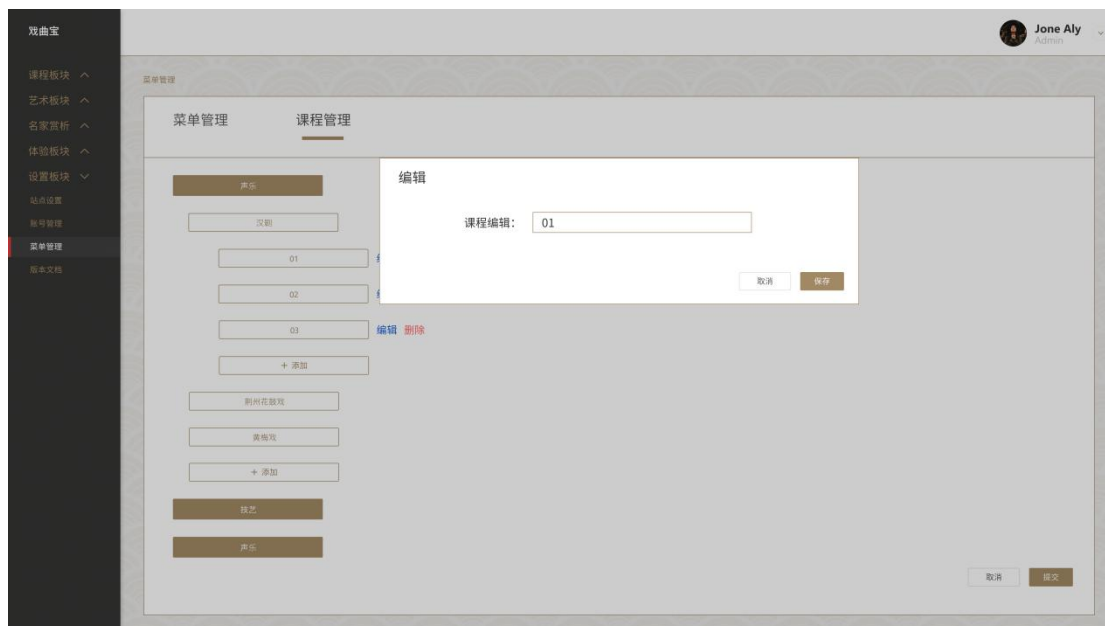 戏曲宝
Jone Aly
Admin
课程板块
艺术板块
名家赏析
体验板块
设置板块
站点设置
账号管理
菜单管理
版本文档
菜单管理
菜单管理 课程管理
声乐
汉剧
01
02
03 编辑 删除
+ 添加
荆州花鼓戏
黄梅戏
+ 添加
技艺
声乐
编辑
课程编辑： 01
取消 保存
取消 提交